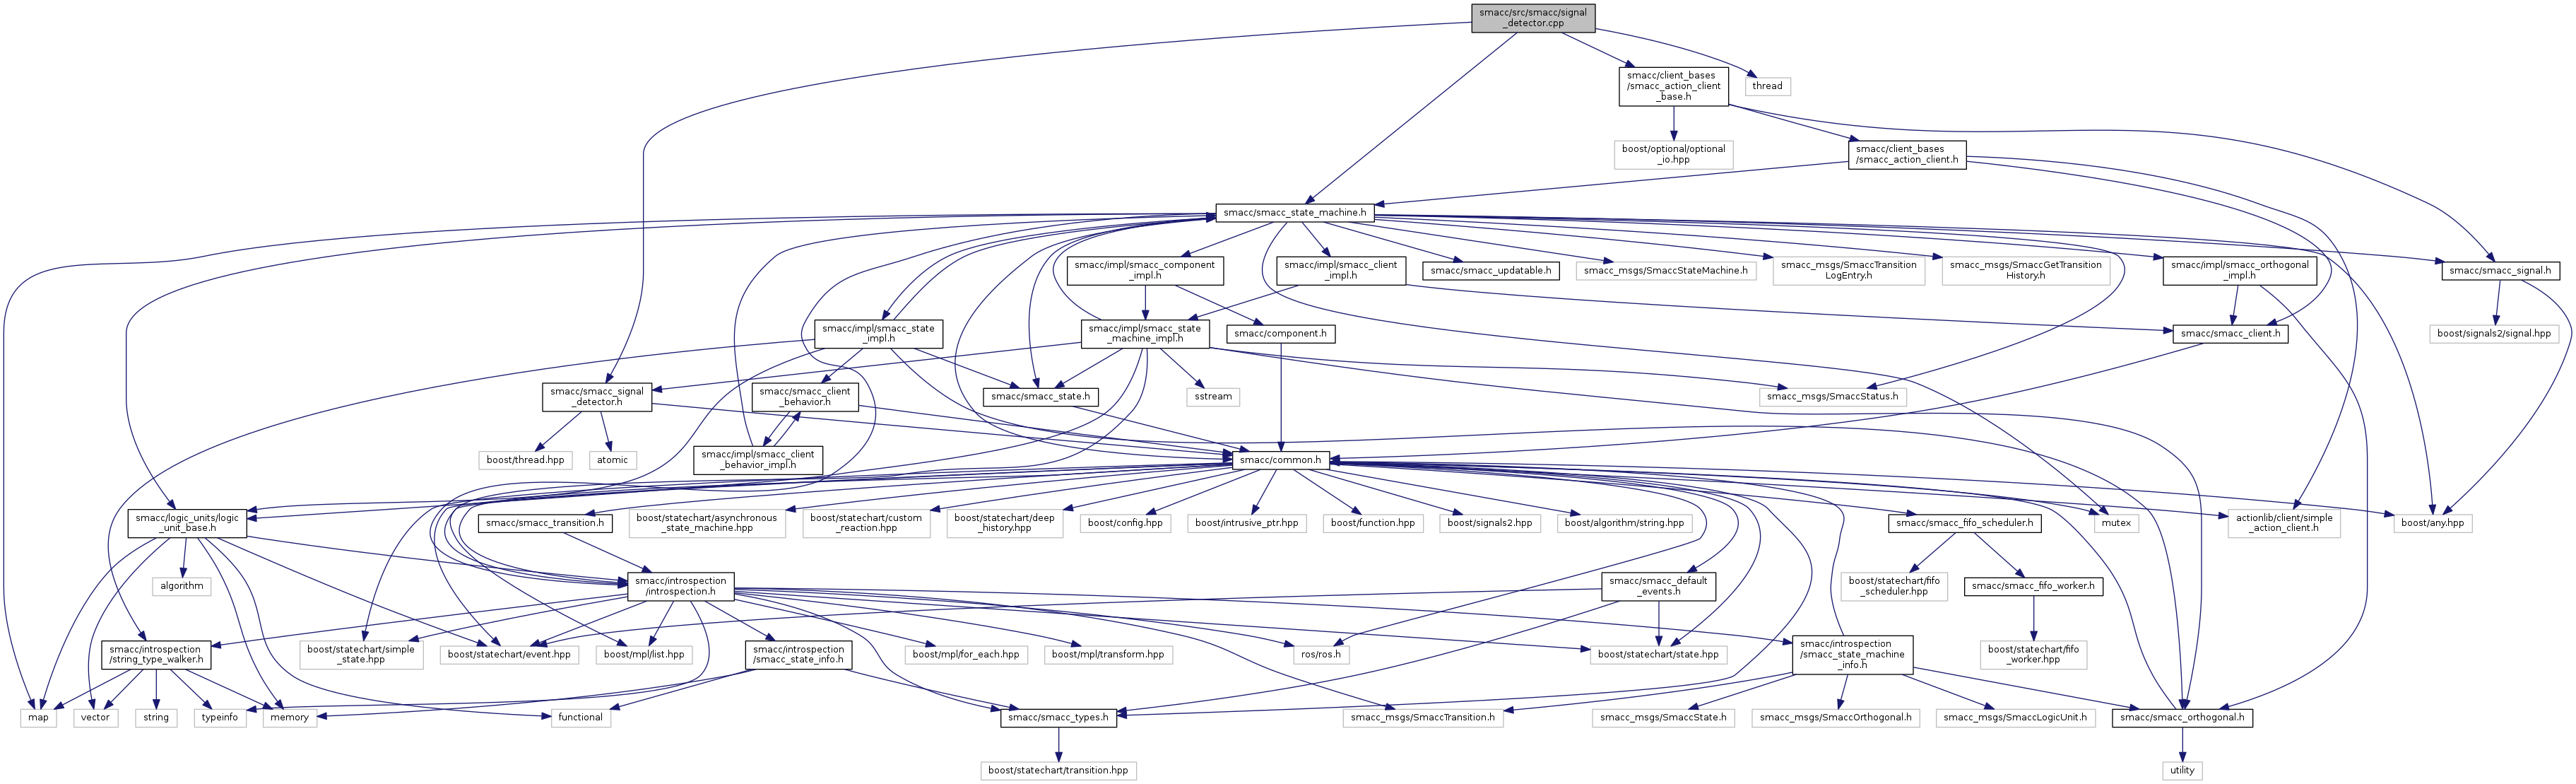 smacc/src/smacc/signal
_detector.cpp
smacc/client_bases
/smacc_action_client
_base.h
thread
boost/optional/optional
_io.hpp
smacc/client_bases
/smacc_action_client.h
smacc/smacc_state_machine.h
smacc/impl/smacc_component
_impl.h
smacc/impl/smacc_client
_impl.h
smacc/smacc_updatable.h
smacc_msgs/SmaccStateMachine.h
smacc_msgs/SmaccTransition
LogEntry.h
smacc_msgs/SmaccGetTransition
History.h
smacc/impl/smacc_orthogonal
_impl.h
smacc/smacc_signal.h
smacc/impl/smacc_state
_impl.h
smacc/impl/smacc_state
_machine_impl.h
smacc/component.h
smacc/smacc_client.h
boost/signals2/signal.hpp
smacc/smacc_signal
_detector.h
smacc/smacc_client
_behavior.h
smacc/smacc_state.h
sstream
smacc_msgs/SmaccStatus.h
boost/thread.hpp
atomic
smacc/impl/smacc_client
_behavior_impl.h
smacc/common.h
smacc/logic_units/logic
_unit_base.h
smacc/smacc_transition.h
boost/statechart/asynchronous
_state_machine.hpp
boost/statechart/custom
_reaction.hpp
boost/statechart/deep
_history.hpp
boost/config.hpp
boost/intrusive_ptr.hpp
boost/function.hpp
boost/signals2.hpp
boost/algorithm/string.hpp
smacc/smacc_fifo_scheduler.h
mutex
actionlib/client/simple
_action_client.h
boost/any.hpp
algorithm
smacc/introspection
/introspection.h
smacc/smacc_default
_events.h
boost/statechart/fifo
_scheduler.hpp
smacc/smacc_fifo_worker.h
smacc/introspection
/string_type_walker.h
boost/statechart/simple
_state.hpp
boost/statechart/event.hpp
boost/mpl/list.hpp
smacc/introspection
/smacc_state_info.h
boost/mpl/for_each.hpp
boost/mpl/transform.hpp
ros/ros.h
boost/statechart/state.hpp
smacc/introspection
/smacc_state_machine
_info.h
boost/statechart/fifo
_worker.hpp
map
vector
string
typeinfo
memory
functional
smacc/smacc_types.h
smacc_msgs/SmaccTransition.h
smacc_msgs/SmaccState.h
smacc_msgs/SmaccOrthogonal.h
smacc_msgs/SmaccLogicUnit.h
smacc/smacc_orthogonal.h
boost/statechart/transition.hpp
utility